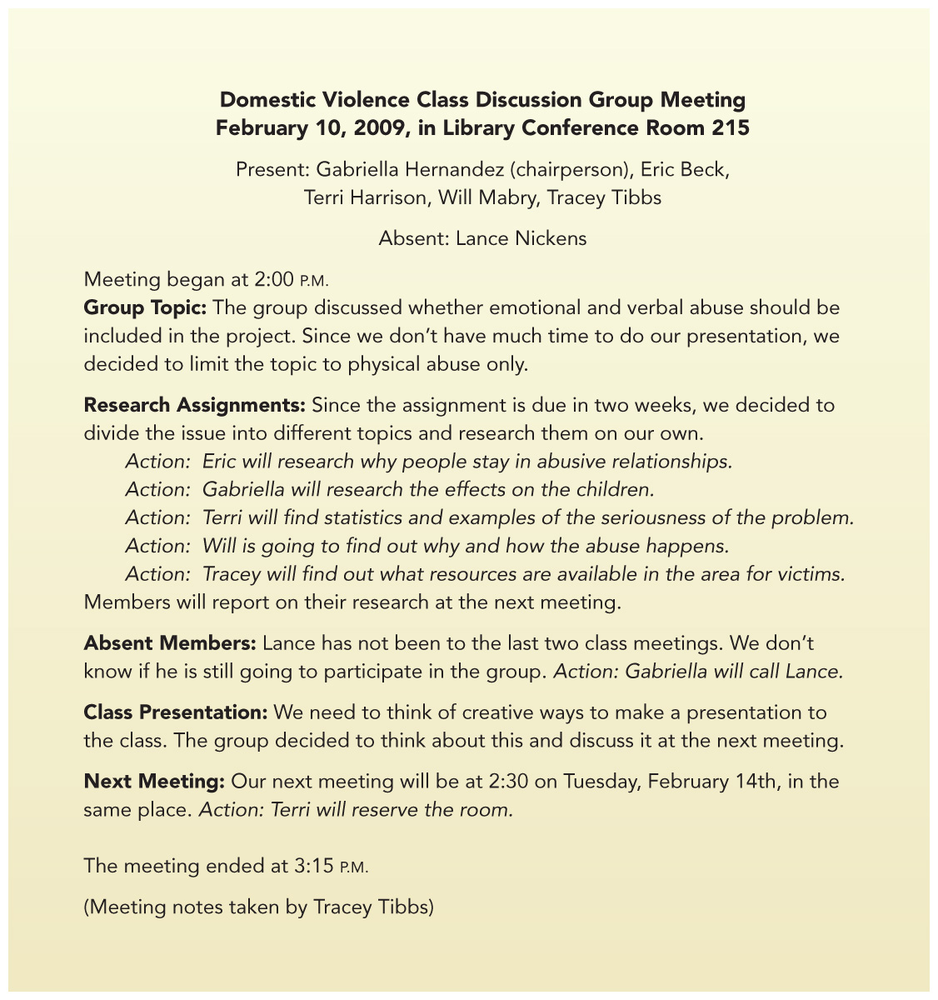 Domestic Violence Class Discussion Group Meeting
February 10, 2009, in Library Conference Room 215
Present: Gabriella Hernandez (chairperson), Eric Beck,
Terri Harrison, Will Mabry, Tracey Tibbs
Absent: Lance Nickens
Meeting began at 2:00 P.M.
Group Topic: The group discussed whether emotional and verbal abuse should be
included in the project. Since we don’t have much time to do our presentation, we
decided to limit the topic to physical abuse only.
Research Assignments: Since the assignment is due in two weeks, we decided to
divide the issue into different topics and research them on our own.
Action: Eric will research why people stay in abusive relationships.
Action: Gabriella will research the effects on the children.
Action: Terri will find statistics and examples of the seriousness of the problem.
Action: Will is going to find out why and how the abuse happens.
Action: Tracey will find out what resources are available in the area for victims.
Members will report on their research at the next meeting.
Absent Members: Lance has not been to the last two class meetings. We don’t
know if he is still going to participate in the group. Action: Gabriella will call Lance.
Class Presentation: We need to think of creative ways to make a presentation to
the class. The group decided to think about this and discuss it at the next meeting.
Next Meeting: Our next meeting will be at 2:30 on Tuesday, February 14th, in the
same place. Action: Terri will reserve the room.
The meeting ended at 3:15 P.M.
(Meeting notes taken by Tracey Tibbs)